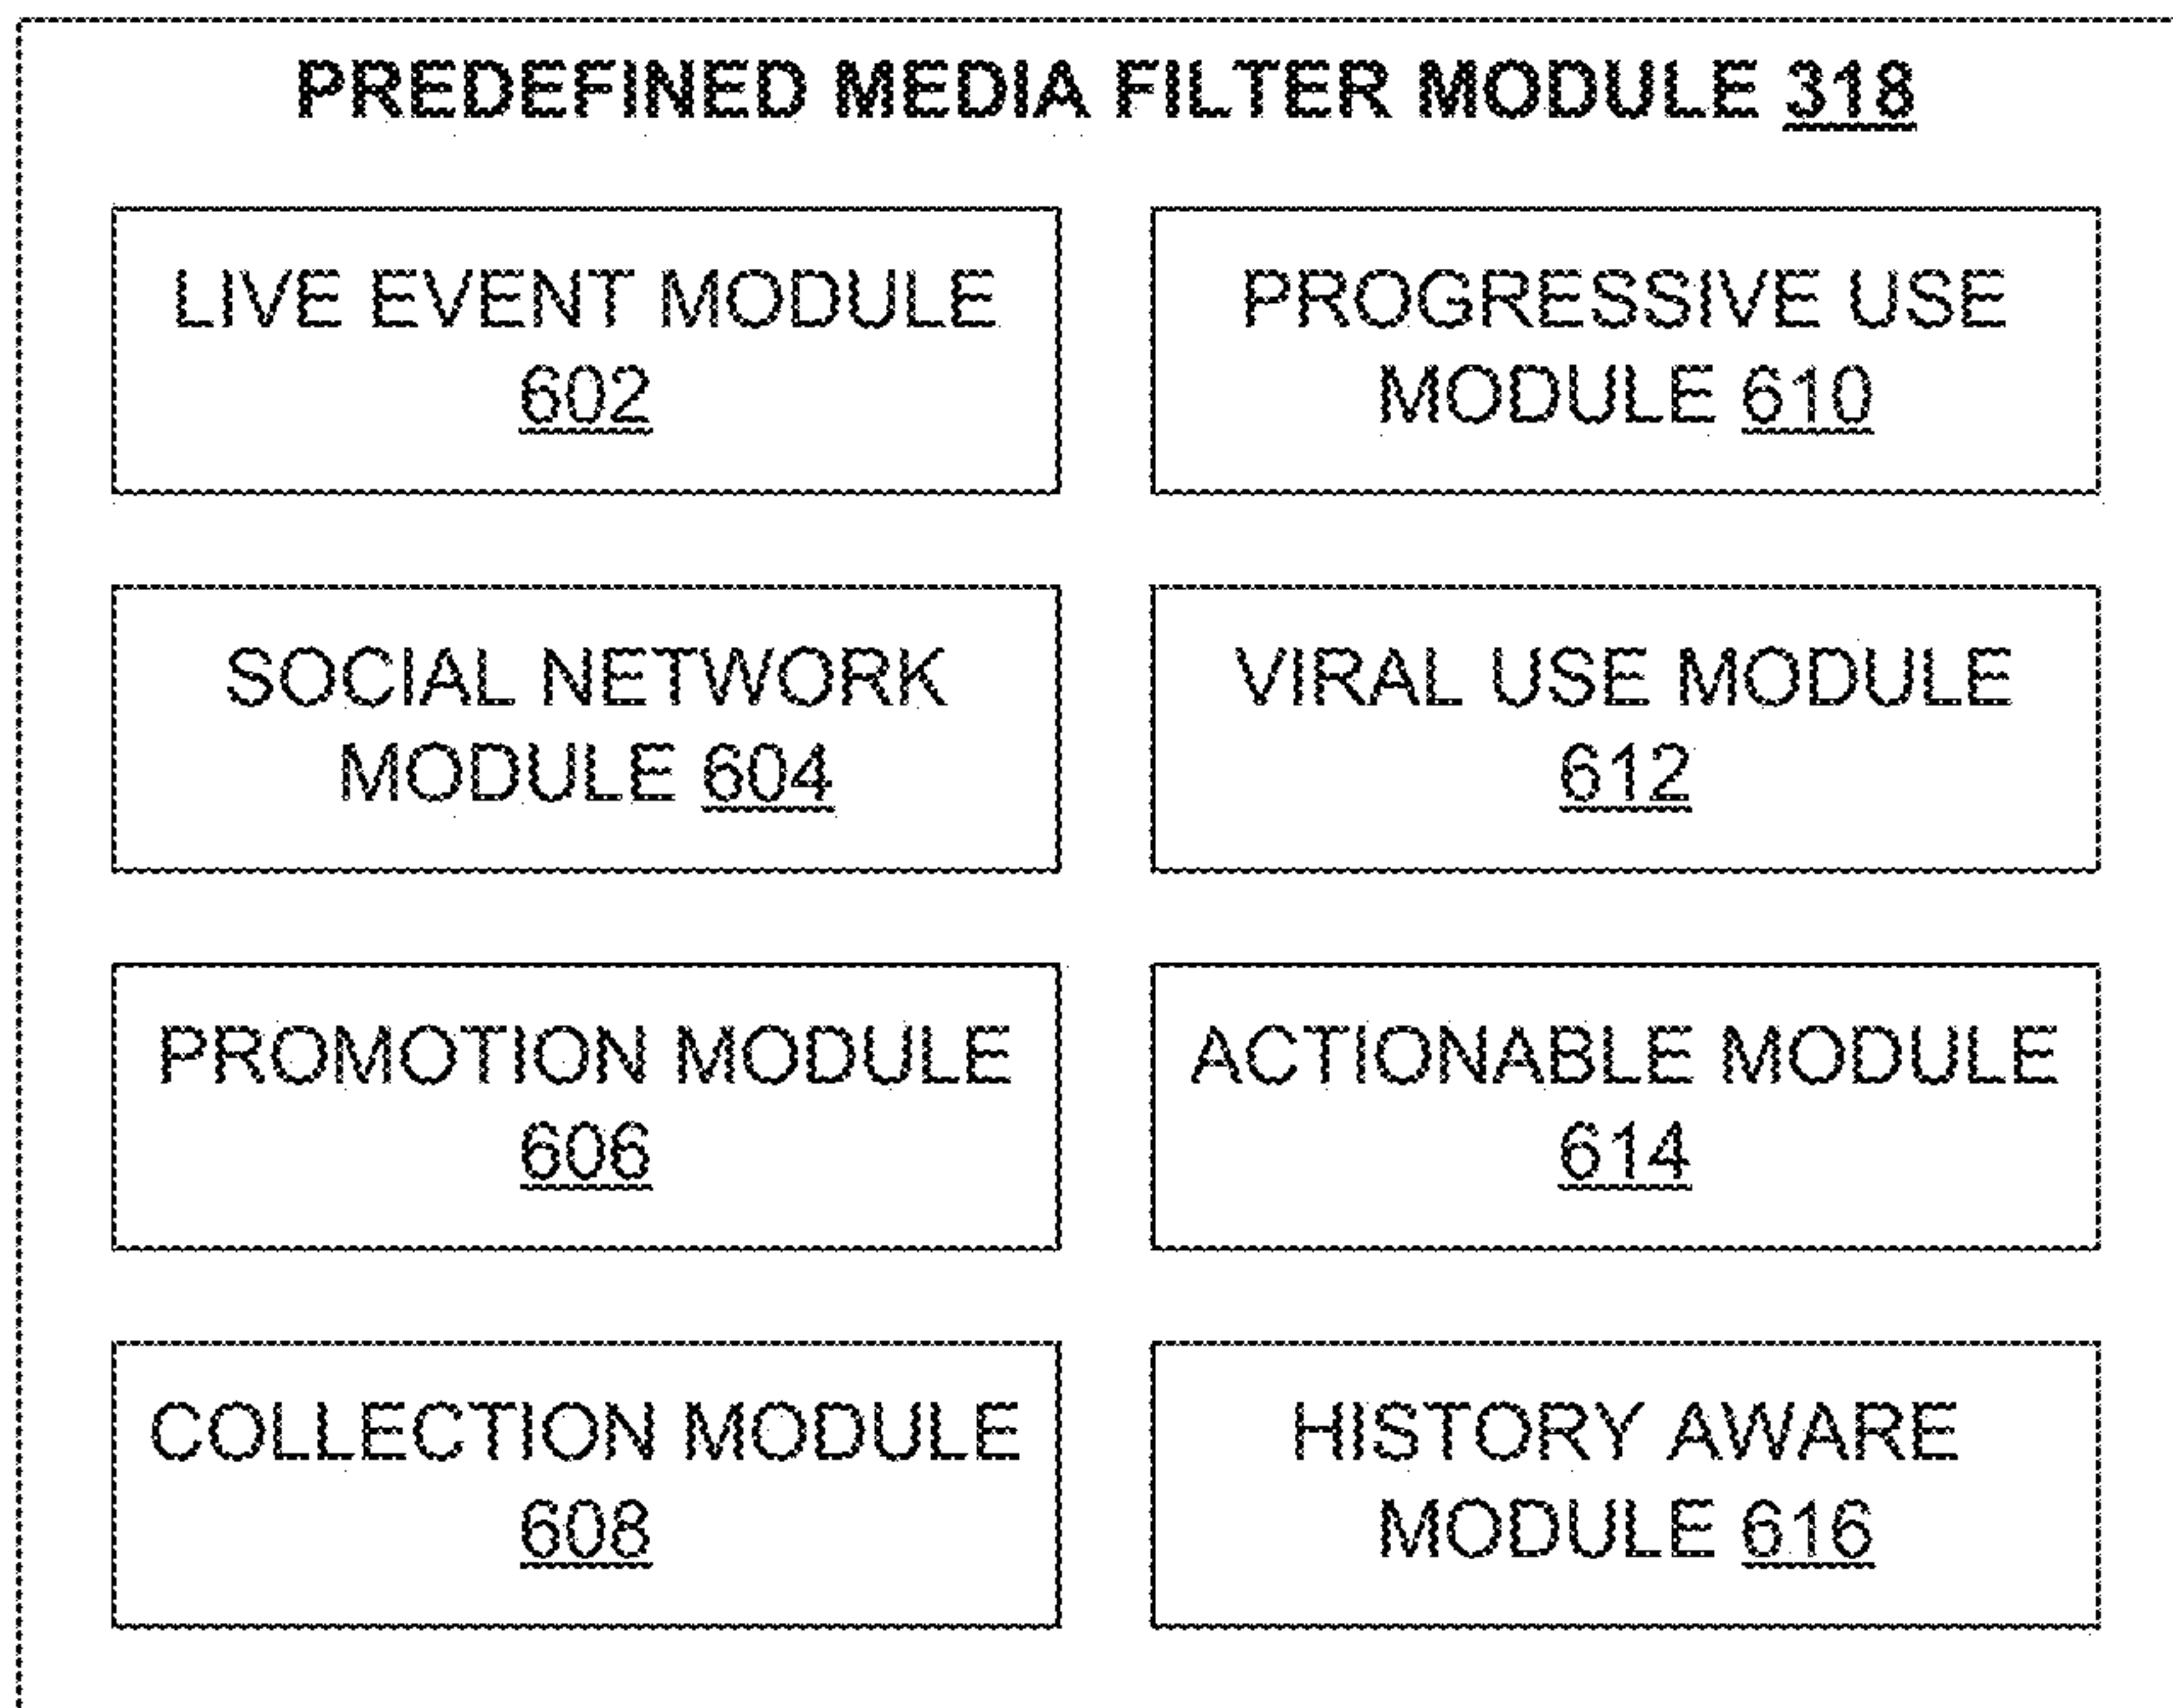 PREDEFINED MEDIA FILTER MODULE 318
LIVE EVENT MODULE
602
PROGRESSIVE USE
MODULE 610
SOCIAL NETWORK
MODULE 604
VIRAL USE MODULE
612
PROMOTION MODULE
606
ACTIONABLE MODULE
614
COLLECTION MODULE
608
HISTORY AWARE
MODULE 616